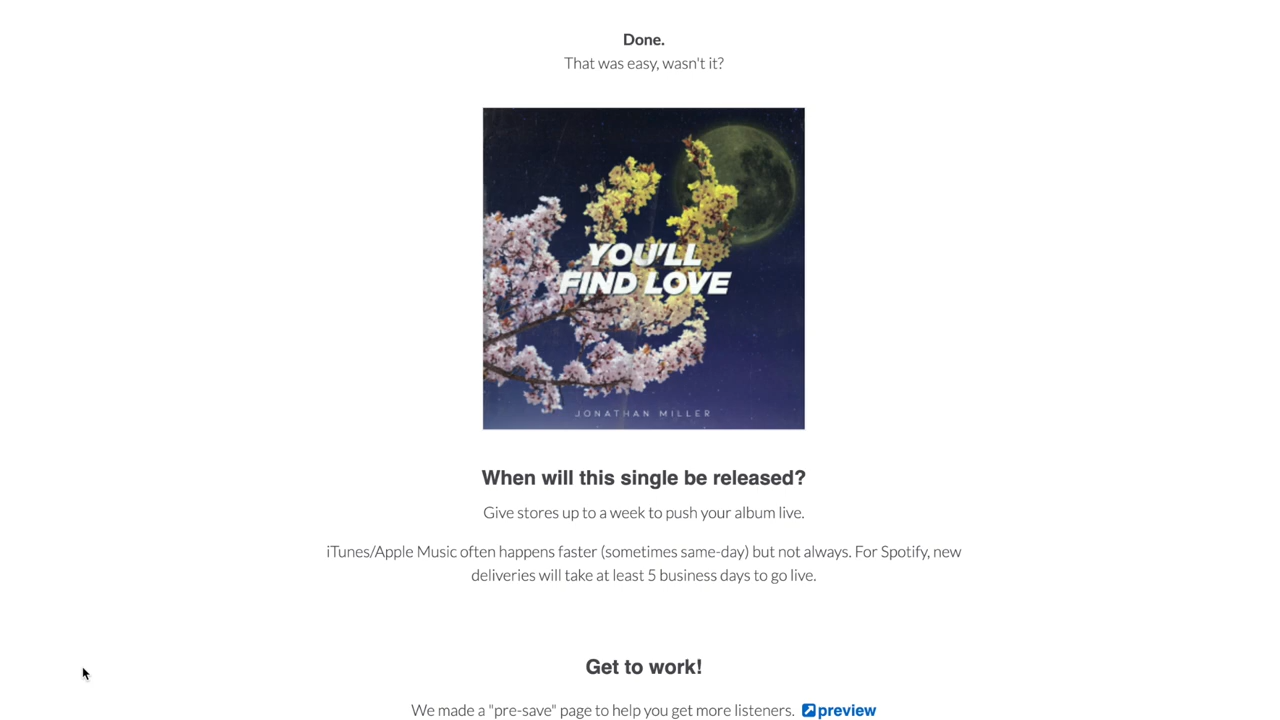 Done.
That was easy, wasn't it?
YOU'LL
FIND LOVE
JONATHAN MILLER
When will this single be released?
Give stores up to a week to push your album live.
iTunes/Apple Music often happens faster (sometimes same-day) but not always. For Spotify, new
deliveries will take at least 5 business days to go live.
Get to work!
We made a "pre-save" page to help you get more listeners. preview